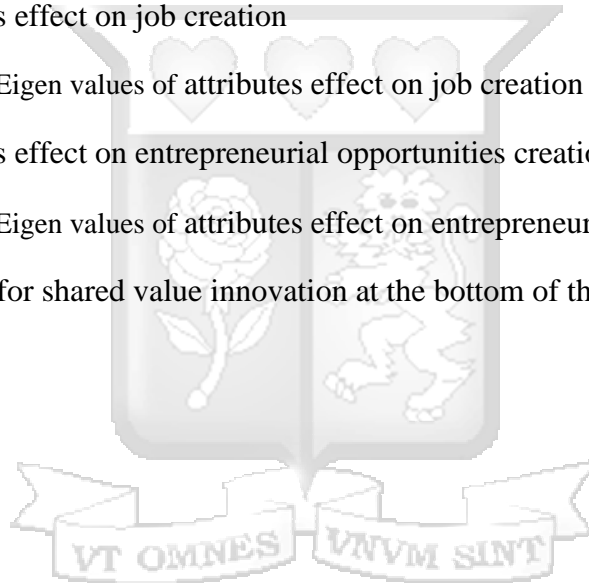 s effect on job creation
Eigen values of attributes effect on job creation
s effect on entrepreneurial opportunities creatio
Eigen values of attributes effect on entrepreneur
for shared value innovation at the bottom of th
VT OMNES VNVM SINT